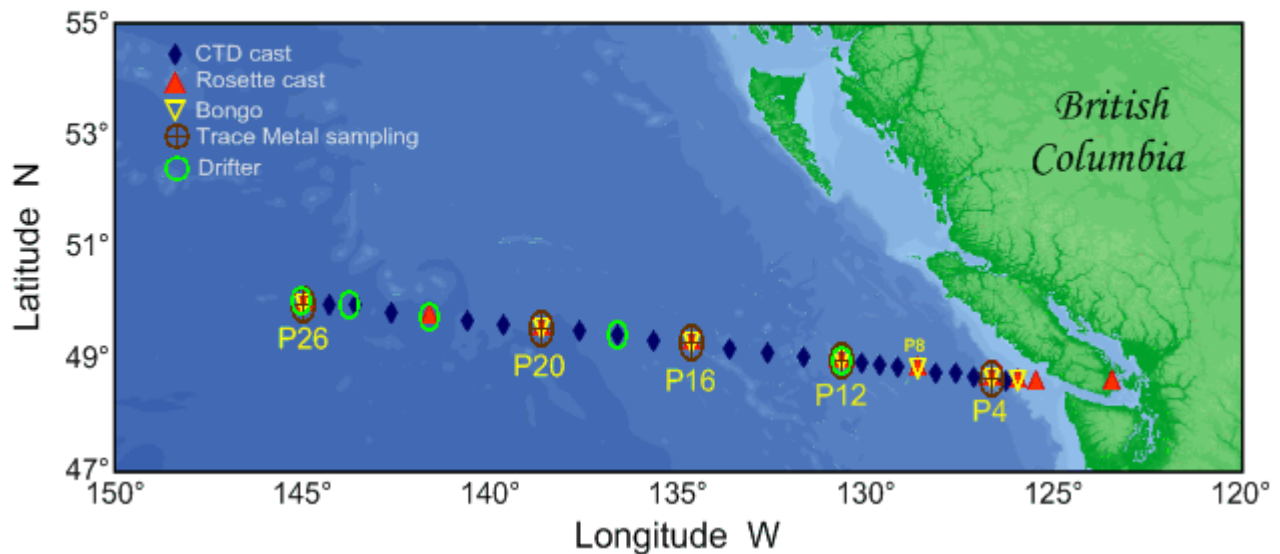 55°
53°
51°
49°
47°
Latitude N
CTD cast
Rosette cast
Bongo
Trace Metal sampling
Drifter
British
Columbia
P26
P20
P16
P12
P8
P4
150°
145°
140°
135°
130°
125°
120°
Longitude W